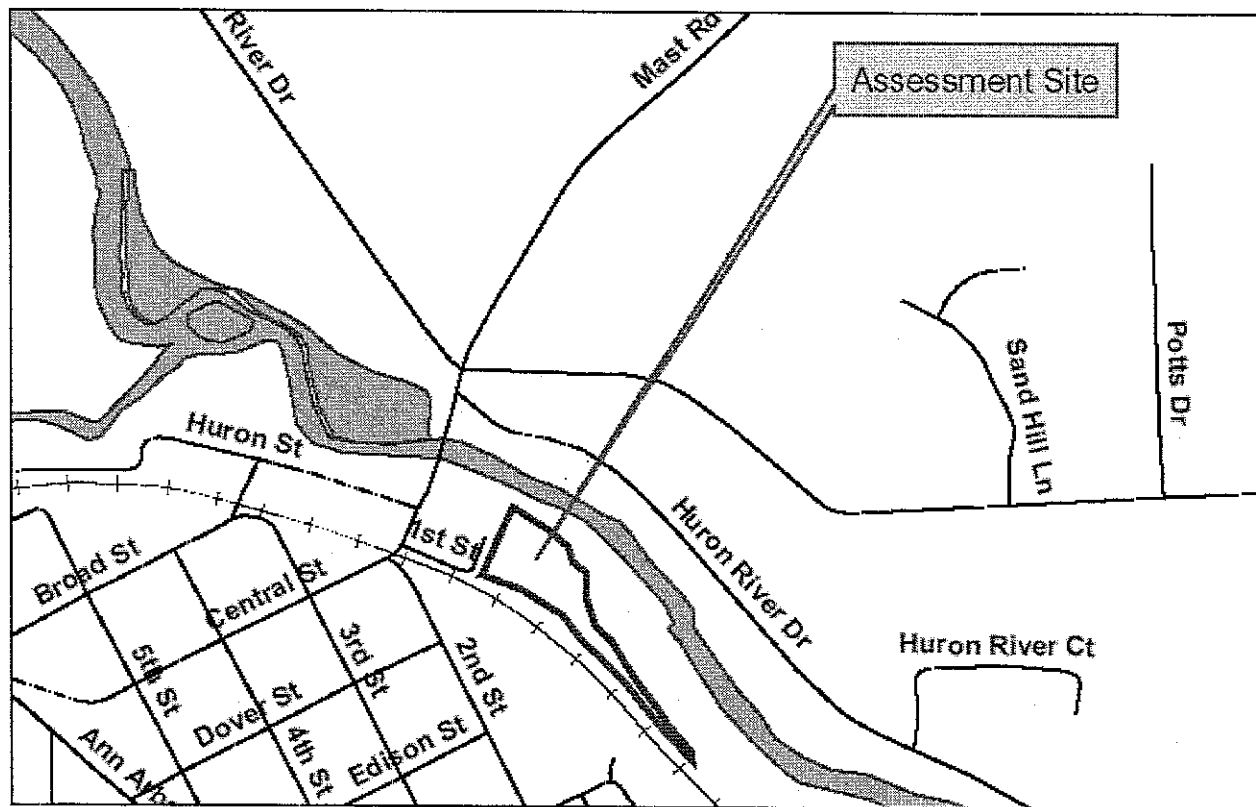 River Dr
Mast Rd
Assessment Site
Potts Dr
Sand Hill Ln
Huron St
1st St
Huron River Dr
Broad St
Central St
Huron River Ct
5th St
3rd St
2nd St
Dover St
4th St
Edison St
Ann